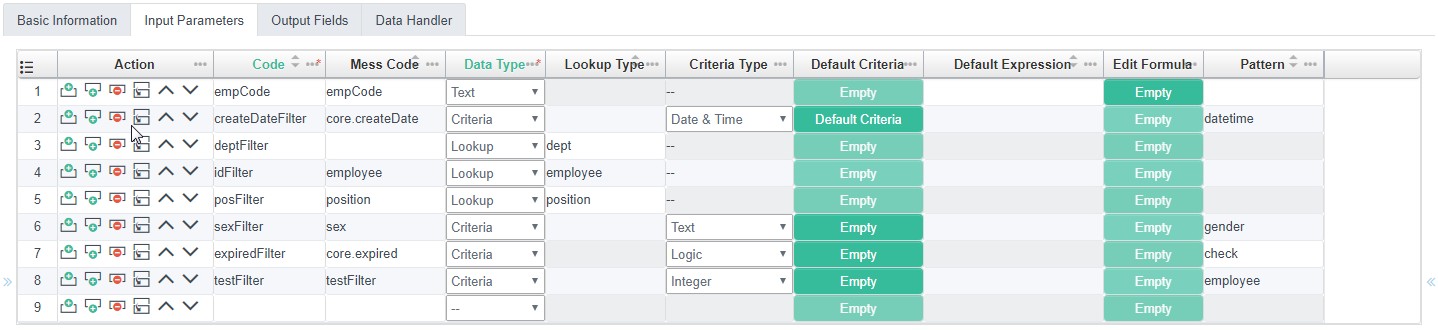 Basic Information Input Parameters Output Fields Data Handler
Action Code Mess Code Data Type Lookup Type Criteria Type Default Criteria Default Expression Edit Formula Pattern
1 empCode empCode Text -- Empty Empty
2 createDateFilter core.createDate Criteria Date & Time Default Criteria Empty datetime
3 deptFilter Lookup dept -- Empty Empty
4 idFilter employee Lookup employee -- Empty Empty
5 posFilter position Lookup position -- Empty Empty
6 sexFilter sex Criteria Text Empty Empty gender
7 expiredFilter core.expired Criteria Logic Empty Empty check
8 testFilter testFilter Criteria Integer Empty Empty employee
9 -- Empty Empty